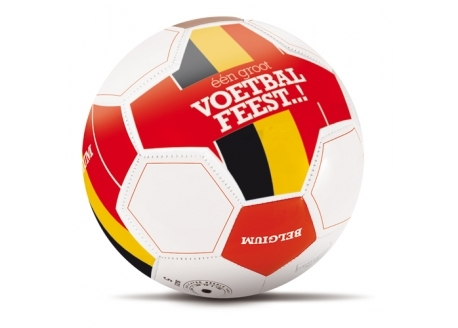 één groot
VOETBAL
FEEST...!
BELGIUM